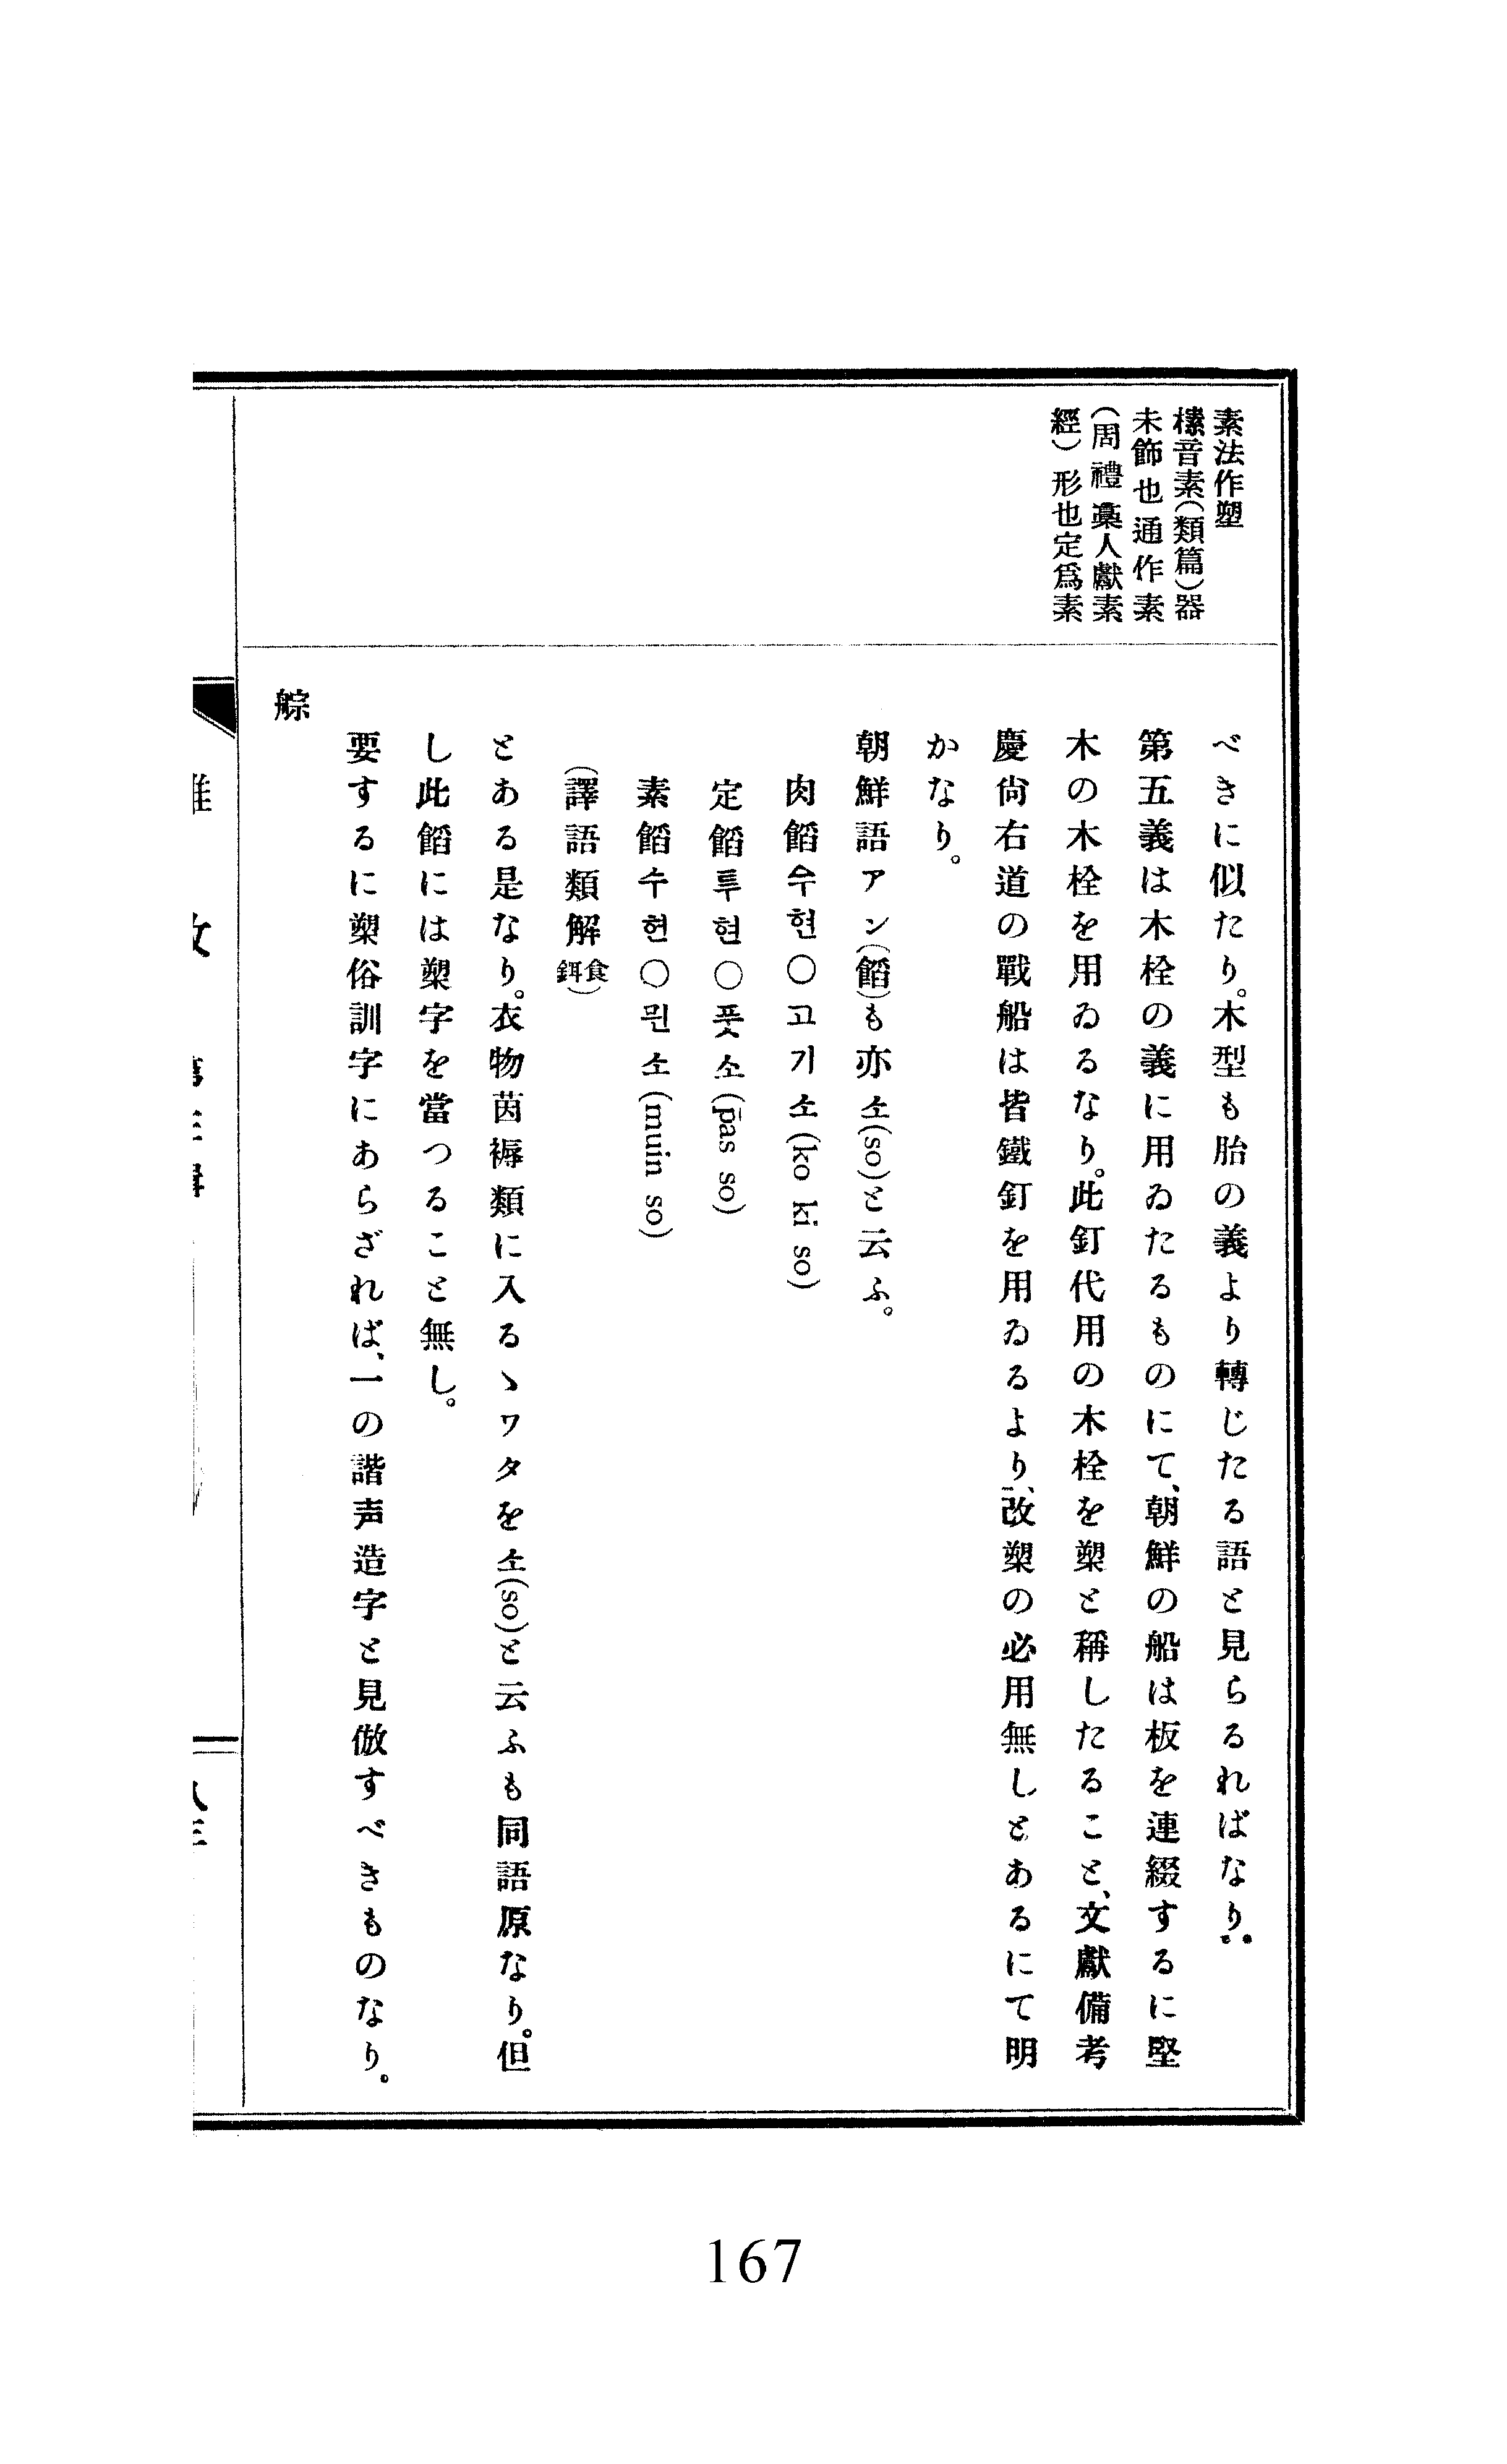 素法作塑
榡音素(類篇)器
未飾也通作素
(周禮藁人獻素
經)形也定爲素
べきに似たり。木型も胎の義より轉じたる語と見らるればなり。
第五義は木栓の義に用ゐたるものにて、朝鮮の船は板を連綴するに堅
木の木栓を用ゐるなり。此釘代用の木栓を槊と稱したること、文獻備考
慶尙右道の戰船は皆鐵釘を用ゐるより、改槊の必用無しとあるにて明
かなり。
朝鮮語アン(餡)も亦소(so)と云ふ。
肉餡수현○고기소(ko ki so)
定餡투현○풋소(pas so)
素餡수현○믠소(muin so)
(譯語類解食餌)
とある是なり。衣物茵褥類に入るゝワタを소(so)と云ふも同語原なり。但
し此餡には槊字を當つること無し。
要するに槊俗訓字にあらざれば、一の諧声造字と見倣すべきものなり。
䑸
167